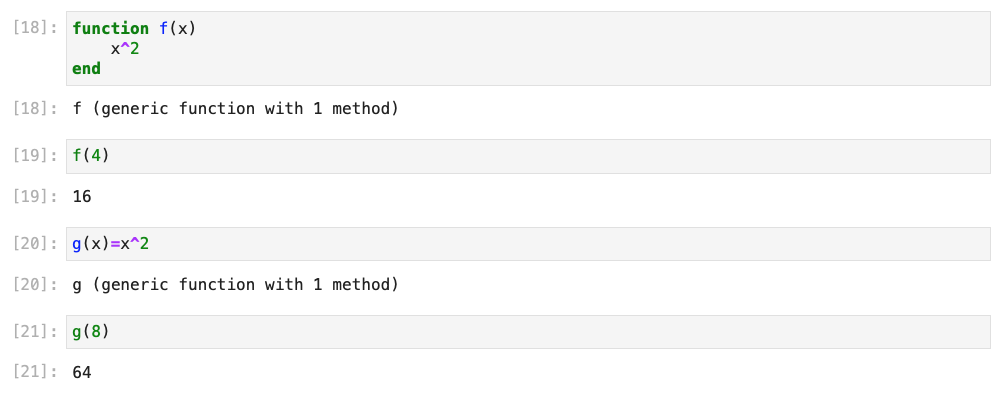 [18]: function f(x)
    x^2
end
[18]: f (generic function with 1 method)
[19]: f(4)
[19]: 16
[20]: g(x)=x^2
[20]: g (generic function with 1 method)
[21]: g(8)
[21]: 64